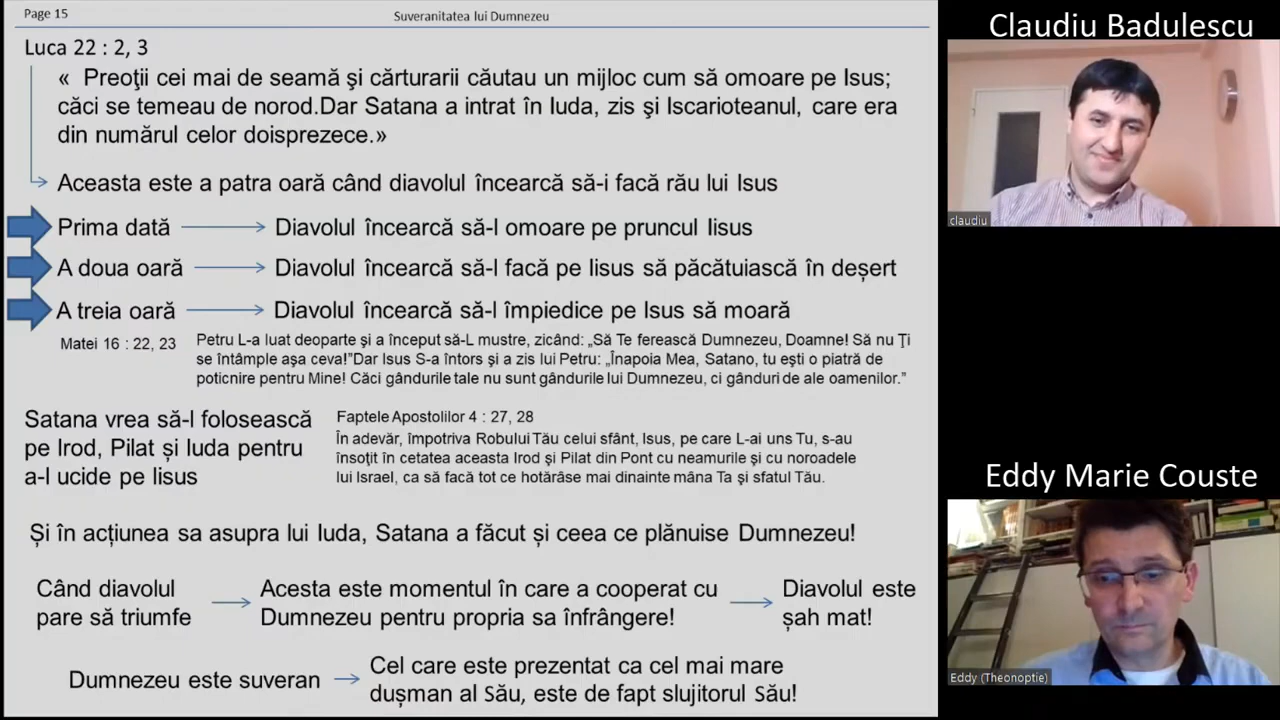 Page 15
Suveranitatea lui Dumnezeu
Luca 22 : 2, 3
« Preoţii cei mai de seamă şi cărturarii căutau un mijloc cum să omoare pe Isus;
căci se temeau de norod.Dar Satana a intrat în Iuda, zis şi Iscarioteanul, care era
din numărul celor doisprezece.»
Aceasta este a patra oară când diavolul încearcă să-i facă rău lui Isus
Prima dată
Diavolul încearcă să-l omoare pe pruncul Iisus
A doua oară
Diavolul încearcă să-l facă pe Iisus să păcătuiască în deșert
A treia oară
Diavolul încearcă să-l împiedice pe Isus să moară
Matei 16 : 22, 23
Petru L-a luat deoparte şi a început să-L mustre, zicând: „Să Te ferească Dumnezeu, Doamne! Să nu Ţi
se întâmple aşa ceva!”Dar Isus S-a întors şi a zis lui Petru: „Înapoia Mea, Satano, tu eşti o piatră de
poticnire pentru Mine! Căci gândurile tale nu sunt gândurile lui Dumnezeu, ci gânduri de ale oamenilor.”
Satana vrea să-l folosească
pe Irod, Pilat și Iuda pentru
a-l ucide pe Iisus
Faptele Apostolilor 4 : 27, 28
În adevăr, împotriva Robului Tău celui sfânt, Isus, pe care L-ai uns Tu, s-au
însoţit în cetatea aceasta Irod şi Pilat din Pont cu neamurile şi cu noroadele
lui Israel, ca să facă tot ce hotărâse mai dinainte mâna Ta şi sfatul Tău.
Și în acțiunea sa asupra lui Iuda, Satana a făcut și ceea ce plănuise Dumnezeu!
Când diavolul
pare să triumfe
Acesta este momentul în care a cooperat cu
Dumnezeu pentru propria sa înfrângere!
Diavolul este
șah mat!
Dumnezeu este suveran
Cel care este prezentat ca cel mai mare
dușman al Său, este de fapt slujitorul Său!
Claudiu Badulescu
claudiu
Eddy Marie Couste
Eddy (Theonoptie)